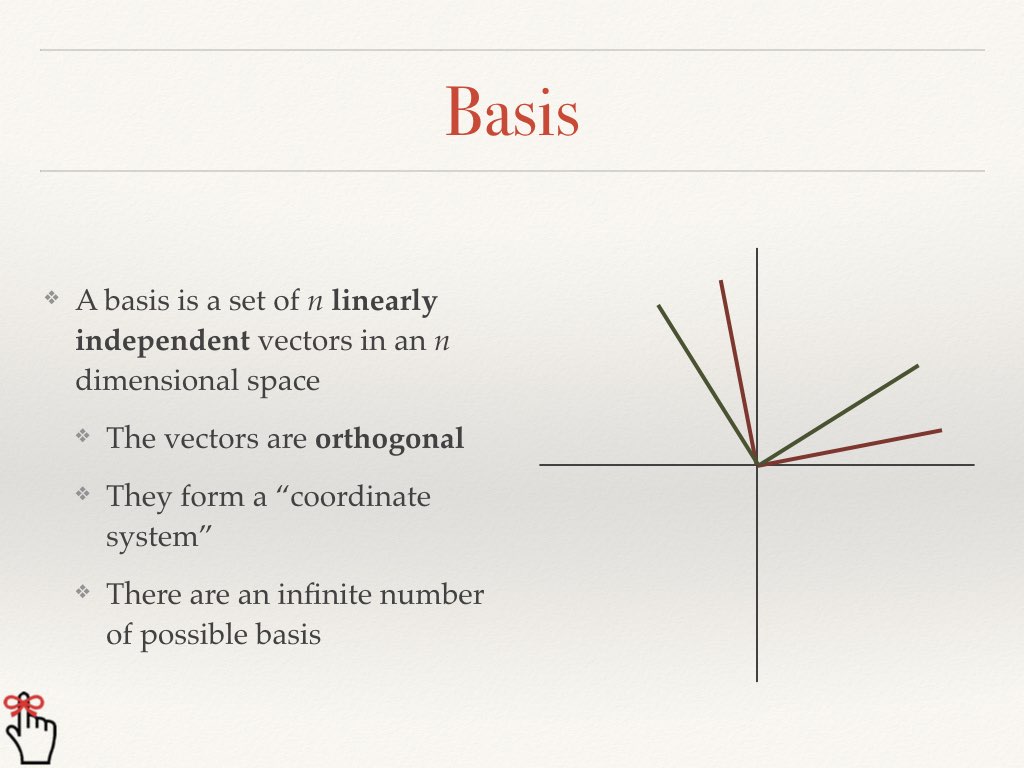 Basis
A basis is a set of n linearly
independent vectors in an n
dimensional space
The vectors are orthogonal
They form a “coordinate
system”
There are an infinite number
of possible basis